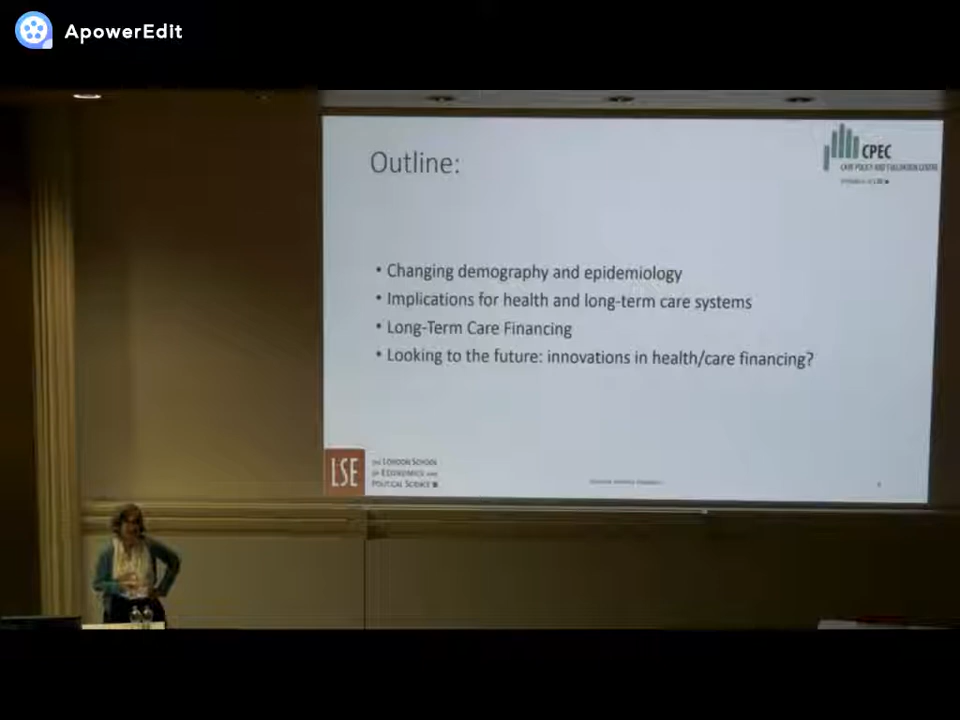 ApowerEdit
Outline:
CPEC
CARE POLICY AND EVALUATION CENTRE
• Changing demography and epidemiology
• Implications for health and long-term care systems
• Long-Term Care Financing
• Looking to the future: innovations in health/care financing?
LSE
THE LONDON SCHOOL
OF ECONOMICS AND
POLITICAL SCIENCE